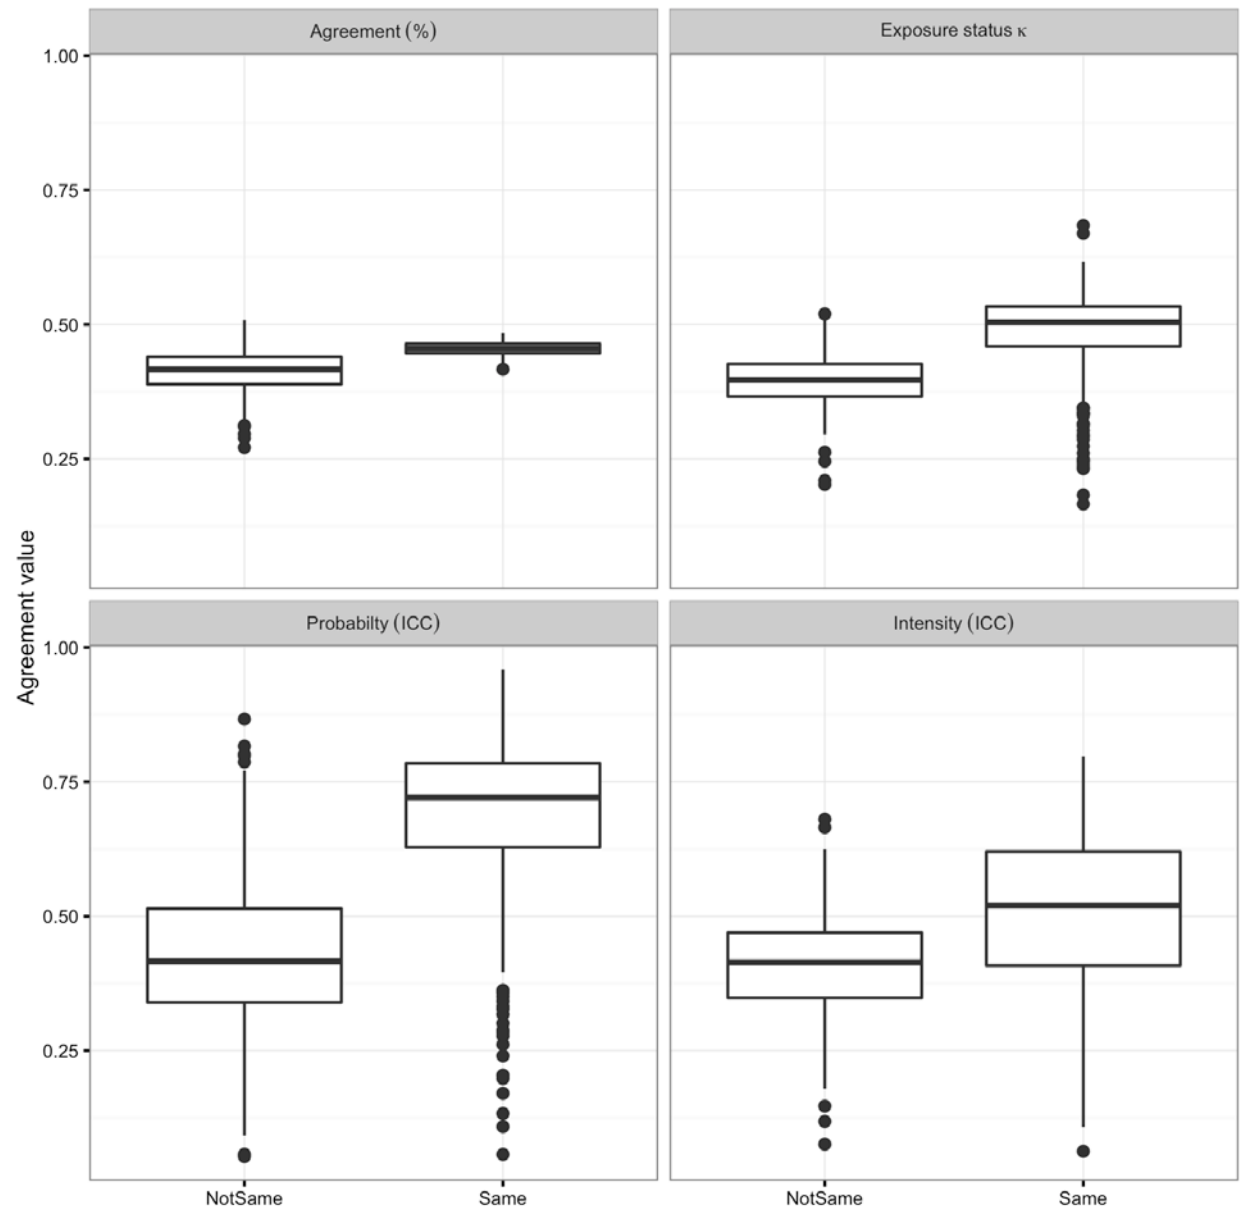 Agreement (%)
Exposure status κ
1.00
0.75
0.50
0.25
Agreement value
Probabilty (ICC)
Intensity (ICC)
1.00
0.75
0.50
0.25
NotSame
Same
NotSame
Same